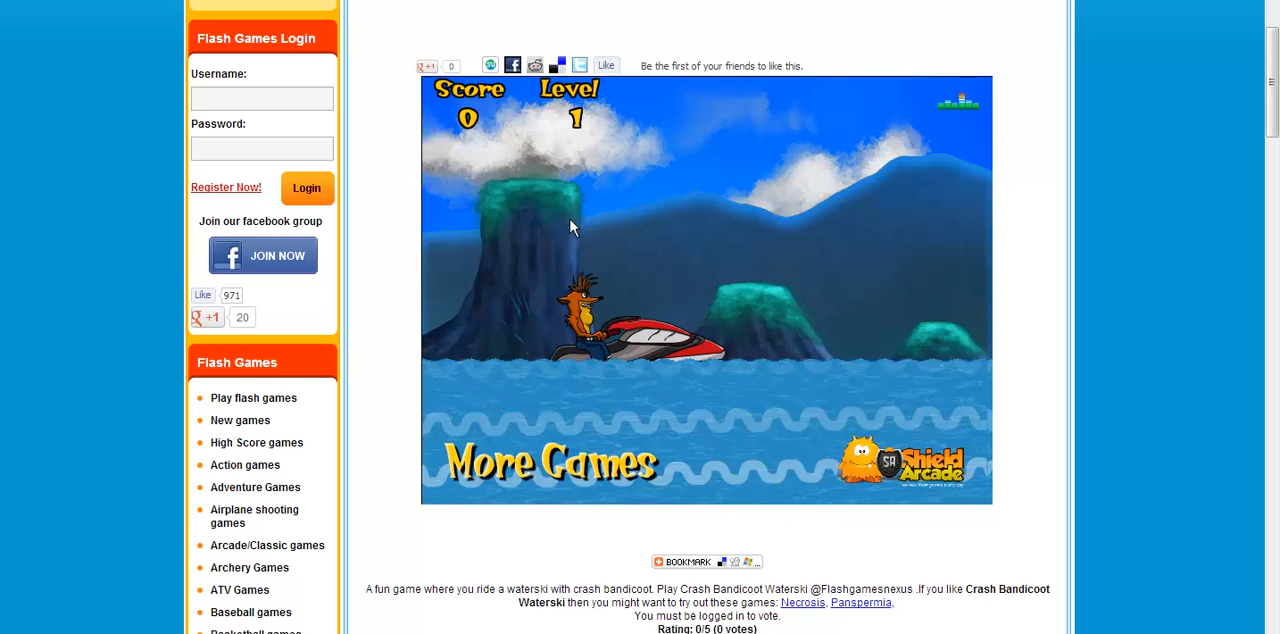 Flash Games Login
Username:
Password:
Register Now!
Login
Join our facebook group
f JOIN NOW
Like 971
g +1 20
Flash Games
Play flash games
New games
High Score games
Action games
Adventure Games
Airplane shooting
games
Arcade/Classic games
Archery Games
ATV Games
Baseball games
Basketball games
g +1 0 Like Be the first of your friends to like this.
Score Level
0 1
More Games
SA Shield
Arcade
BOOKMARK
A fun game where you ride a waterski with crash bandicoot. Play Crash Bandicoot Waterski @Flashgamesnexus .If you like Crash Bandicoot
Waterski then you might want to try out these games: Necrosis, Panspermia,
You must be logged in to vote.
Rating: 0/5 (0 votes)